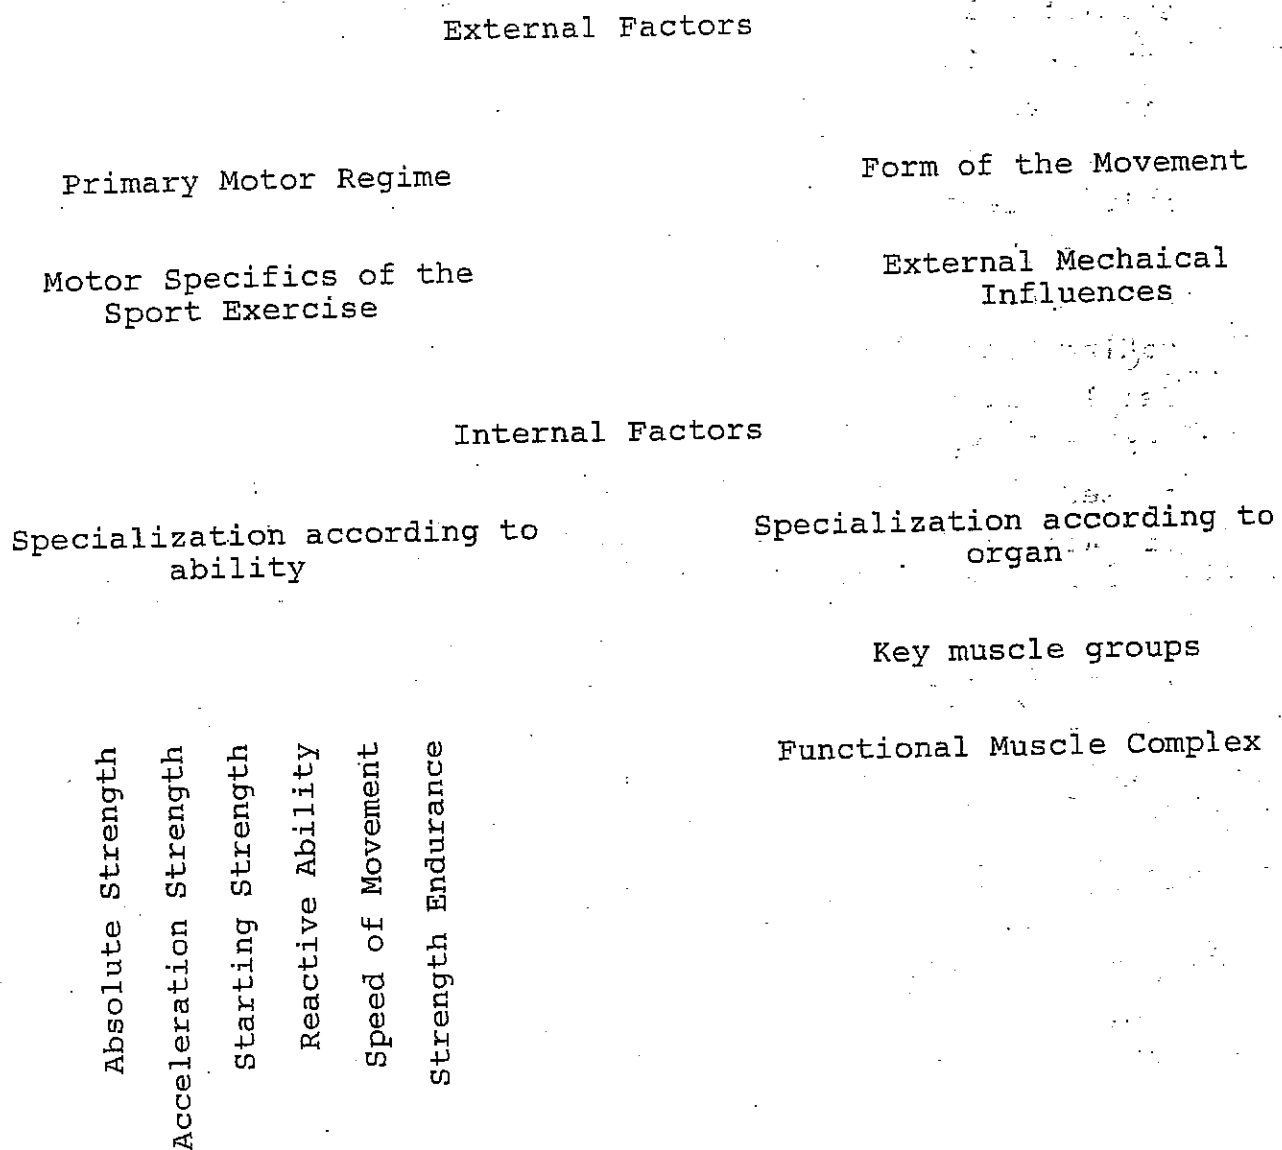 External Factors
Primary Motor Regime
Form of the Movement
Motor Specifics of the
Sport Exercise
External Mechaical
Influences
Internal Factors
Specialization according to
ability
Specialization according to
organ
Key muscle groups
Functional Muscle Complex
Absolute Strength
Acceleration Strength
Starting Strength
Reactive Ability
Speed of Movement
Strength Endurance